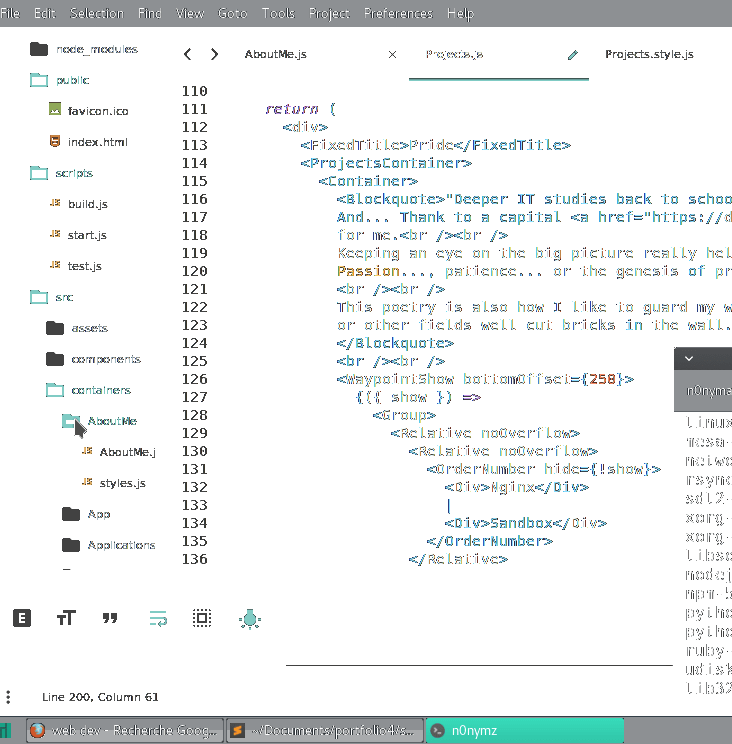 File Edit Selection Find View Goto Tools Project Preferences Help
node_modules
public
favicon.ico
index.html
scripts
build.js
start.js
test.js
src
assets
components
containers
AboutMe
AboutMe.j
styles.js
App
Applications
AboutMe.js Projects.js Projects.style.js
110
111 return (
112 <div>
113 <FixedTitle>Pride</FixedTitle>
114 <ProjectsContainer>
115 <Container>
116 <Blockquote>"Deeper IT studies back to schoo
117 And... Thank to a capital <a href="https://d
118 for me.<br /><br />
119 Keeping an eye on the big picture really hel
120 Passion..., patience... or the genesis of pr
121 <br /><br />
122 This poetry is also how I like to guard my w
123 or other fields well cut bricks in the wall.
124 </Blockquote>
125 <br /><br />
126 <WaypointShow bottomOffset={258}>
127 {({ show }) =>
128 <Group>
129 <Relative noOverflow>
130 <Relative noOverflow>
131 <OrderNumber hide={!show}>
132 <Div>Nginx</Div>
133
134 <Div>Sandbox</Div>
135 </OrderNumber>
136 </Relative>
n0nyma
linux
mesa-
netwo
rsync
sdl2-
xorg-
xorg-
libso
nodej
npm-5
pytho
pytho
ruby-
udisk
lib32
E TT
Line 200, Column 61
web dev - Recherche Goog... ~/Documents/portfolio4/s... n0nymz